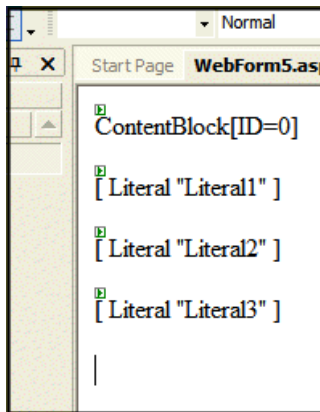 Normal
Start Page WebForm5.asp
ContentBlock[ID=0]
[ Literal "Literal1" ]
[ Literal "Literal2" ]
[ Literal "Literal3" ]